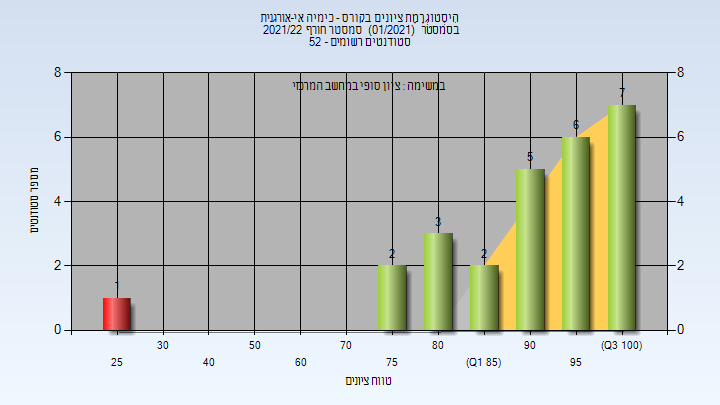 היסטוגרמת ציונים בקורס - כימיה אי-אורגנית
בסמסטר (01/2021) סמסטר חורף 2021/22
סטודנטים רשומים - 52
במשימה : ציון סופי במחשב המרכזי
מספר סטודנטים
8 8
6 6
4 4
2 2
0 0
1 2 3 2 5 6 7
25 30 40 50 60 70 75 80 (Q1 85) 90 95 (Q3 100)
טווח ציונים